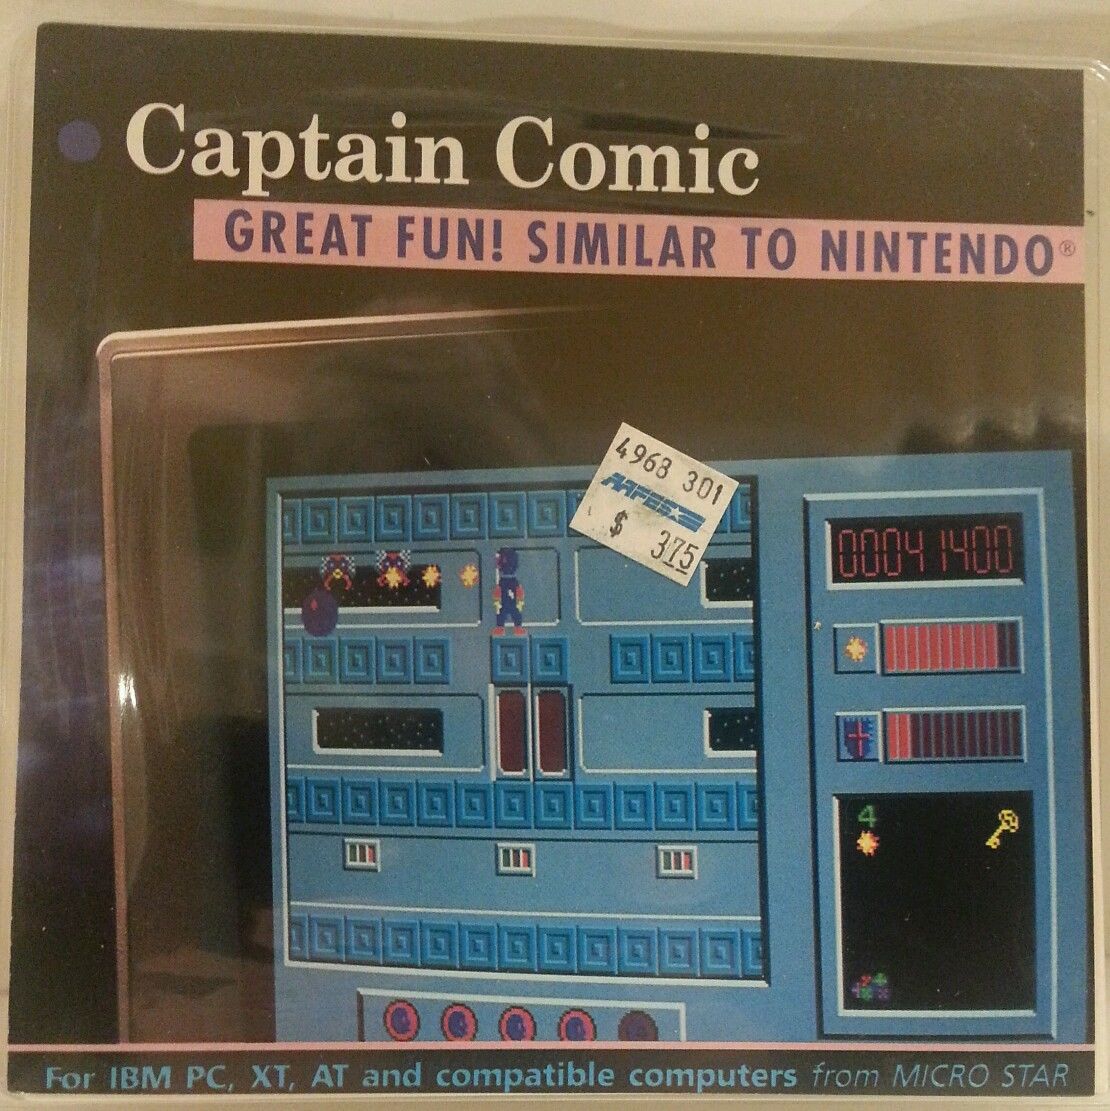 Captain Comic
GREAT FUN! SIMILAR TO NINTENDO®
4968 301
AAFES
$ 375
00041400
4
For IBM PC, XT, AT and compatible computers from MICRO STAR